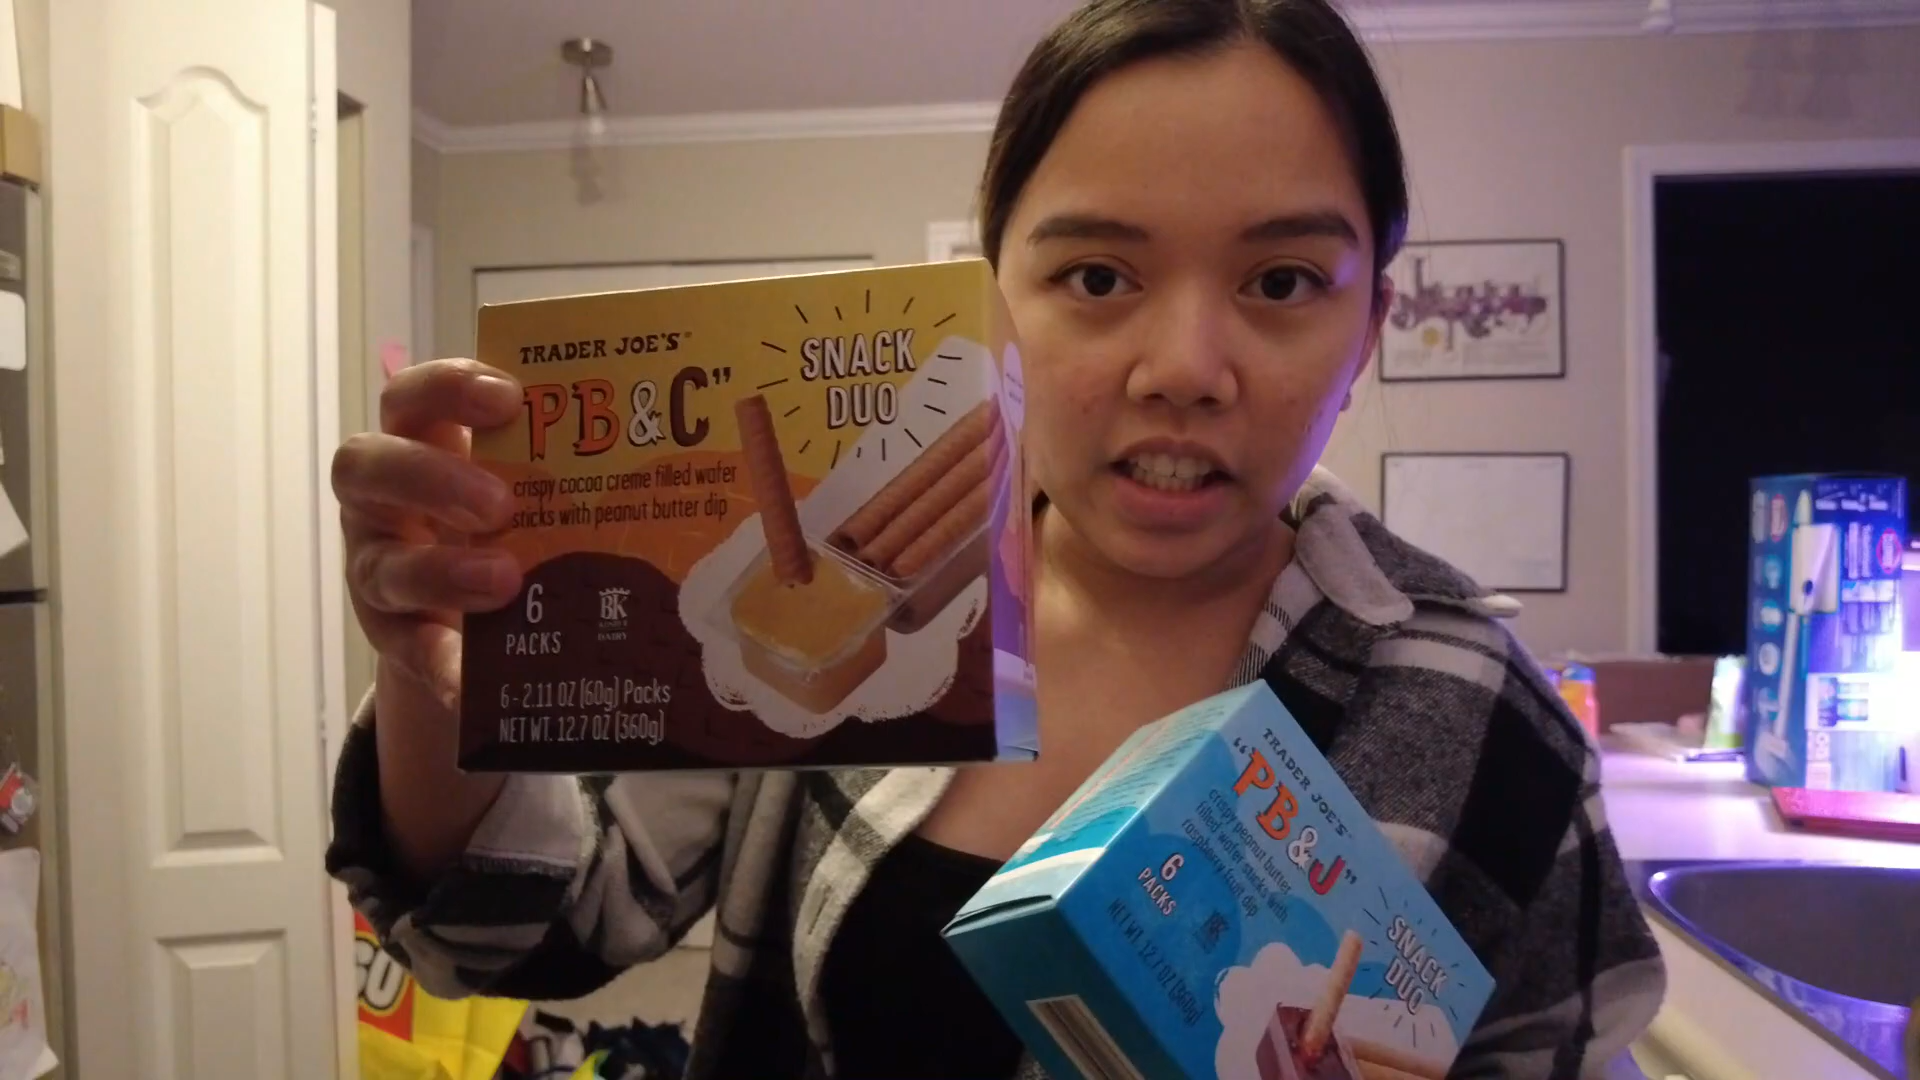 TRADER JOE'S
PB&C”
crispy cocoa creme filled wafer
sticks with peanut butter dip
SNACK
DUO
6
PACKS
BK
DAIRY
6 - 2.11 OZ (60g) Packs
NET WT. 12.7 OZ (360g)
TRADER JOE'S
“PB&J”
crispy peanut butter
filled wafer sticks with
raspberry fruit dip
6
PACKS
NET WT. 12.7 OZ (360g)
SNACK
DUO